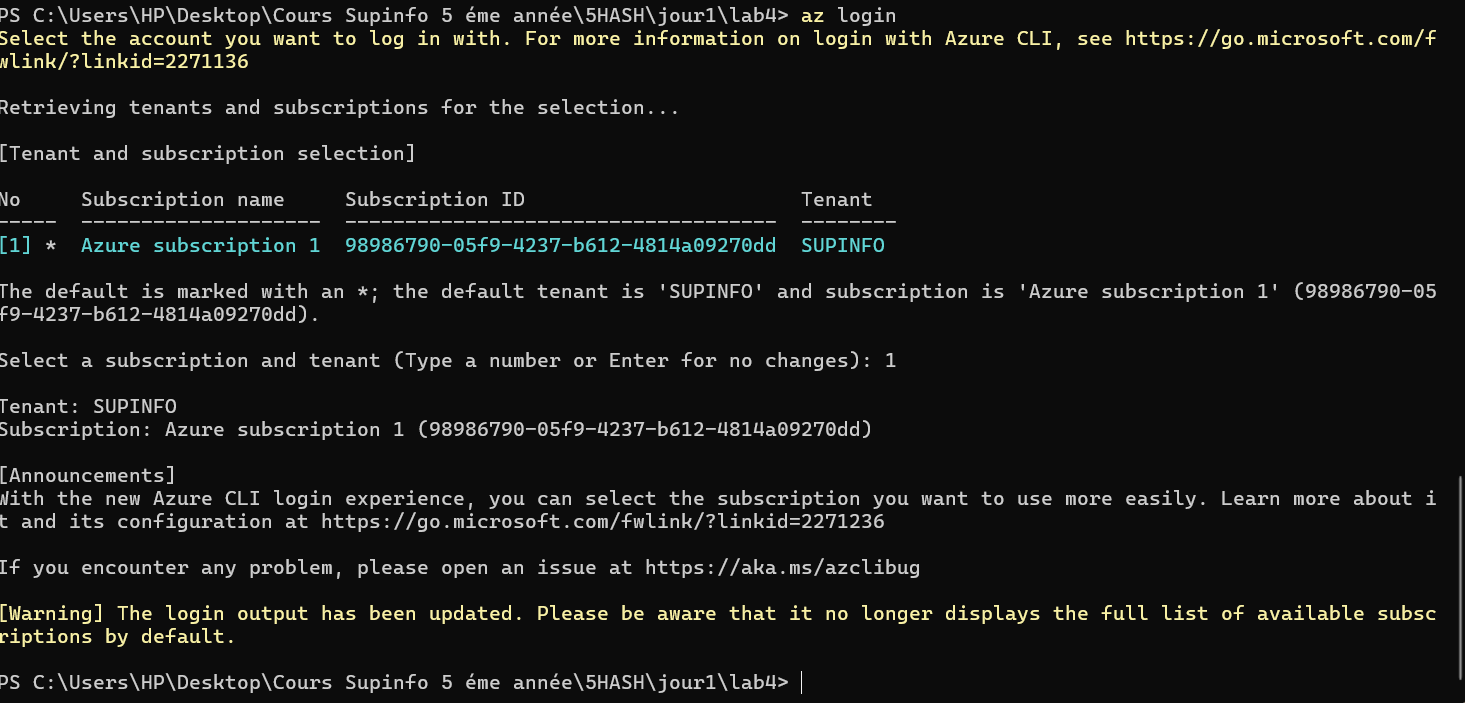 PS C:\Users\HP\Desktop\Cours Supinfo 5 éme année\5HASH\jour1\lab4> az login
Select the account you want to log in with. For more information on login with Azure CLI, see https://go.microsoft.com/f
wlink/?linkid=2271136
Retrieving tenants and subscriptions for the selection...
[Tenant and subscription selection]
No     Subscription name     Subscription ID                       Tenant
-----  --------------------  ------------------------------------  --------
[1] *  Azure subscription 1  98986790-05f9-4237-b612-4814a09270dd  SUPINFO
The default is marked with an *; the default tenant is 'SUPINFO' and subscription is 'Azure subscription 1' (98986790-05
f9-4237-b612-4814a09270dd).
Select a subscription and tenant (Type a number or Enter for no changes): 1
Tenant: SUPINFO
Subscription: Azure subscription 1 (98986790-05f9-4237-b612-4814a09270dd)
[Announcements]
With the new Azure CLI login experience, you can select the subscription you want to use more easily. Learn more about i
t and its configuration at https://go.microsoft.com/fwlink/?linkid=2271236
If you encounter any problem, please open an issue at https://aka.ms/azclibug
[Warning] The login output has been updated. Please be aware that it no longer displays the full list of available subsc
riptions by default.
PS C:\Users\HP\Desktop\Cours Supinfo 5 éme année\5HASH\jour1\lab4>